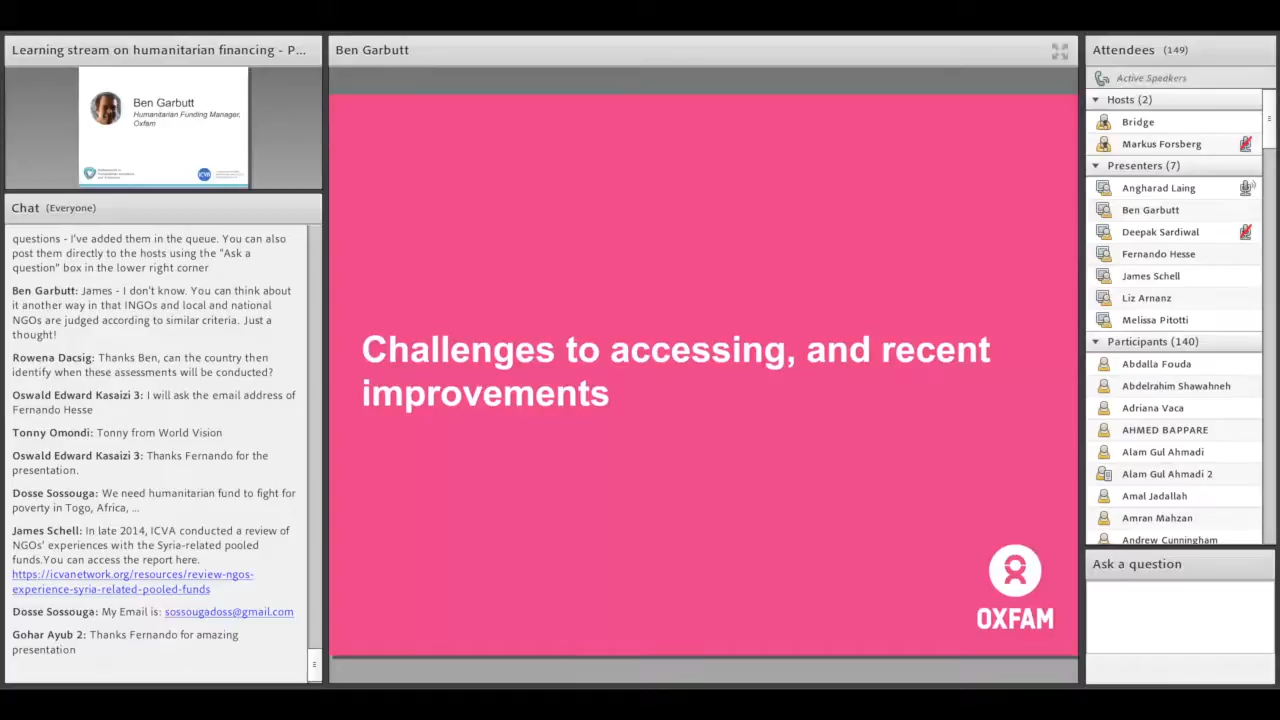 Learning stream on humanitarian financing - P...
Ben Garbutt
Humanitarian Funding Manager,
Oxfam
ICVA
Chat (Everyone)
questions - I've added them in the queue. You can also
post them directly to the hosts using the "Ask a
question" box in the lower right corner
Ben Garbutt: James - I don't know. You can think about
it another way in that INGOs and local and national
NGOs are judged according to similar criteria. Just a
thought!
Rowena Dacsig: Thanks Ben, can the country then
identify when these assessments will be conducted?
Oswald Edward Kasaizi 3: I will ask the email address of
Fernando Hesse
Tonny Omondi: Tonny from World Vision
Oswald Edward Kasaizi 3: Thanks Fernando for the
presentation.
Dosse Sossouga: We need humanitarian fund to fight for
poverty in Togo, Africa, ...
James Schell: In late 2014, ICVA conducted a review of
NGOs' experiences with the Syria-related pooled
funds.You can access the report here.
https://icvanetwork.org/resources/review-ngos-
experience-syria-related-pooled-funds
Dosse Sossouga: My Email is: sossougadoss@gmail.com
Gohar Ayub 2: Thanks Fernando for amazing
presentation
Ben Garbutt
Challenges to accessing, and recent
improvements
OXFAM
Attendees (149)
Active Speakers
Hosts (2)
Bridge
Markus Forsberg
Presenters (7)
Angharad Laing
Ben Garbutt
Deepak Sardiwal
Fernando Hesse
James Schell
Liz Arnanz
Melissa Pitotti
Participants (140)
Abdalla Fouda
Abdelrahim Shawahneh
Adriana Vaca
AHMED BAPPARE
Alam Gul Ahmadi
Alam Gul Ahmadi 2
Amal Jadallah
Amran Mahzan
Andrew Cunningham
Ask a question